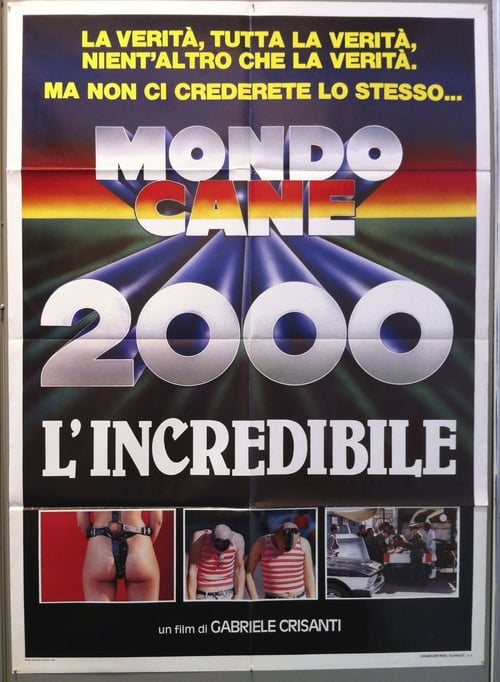 LA VERITÀ, TUTTA LA VERITÀ,
NIENT'ALTRO CHE LA VERITÀ.
MA NON CI CREDERETE LO STESSO...
MONDO
CANE
2000
L'INCREDIBILE
un film di GABRIELE CRISANTI